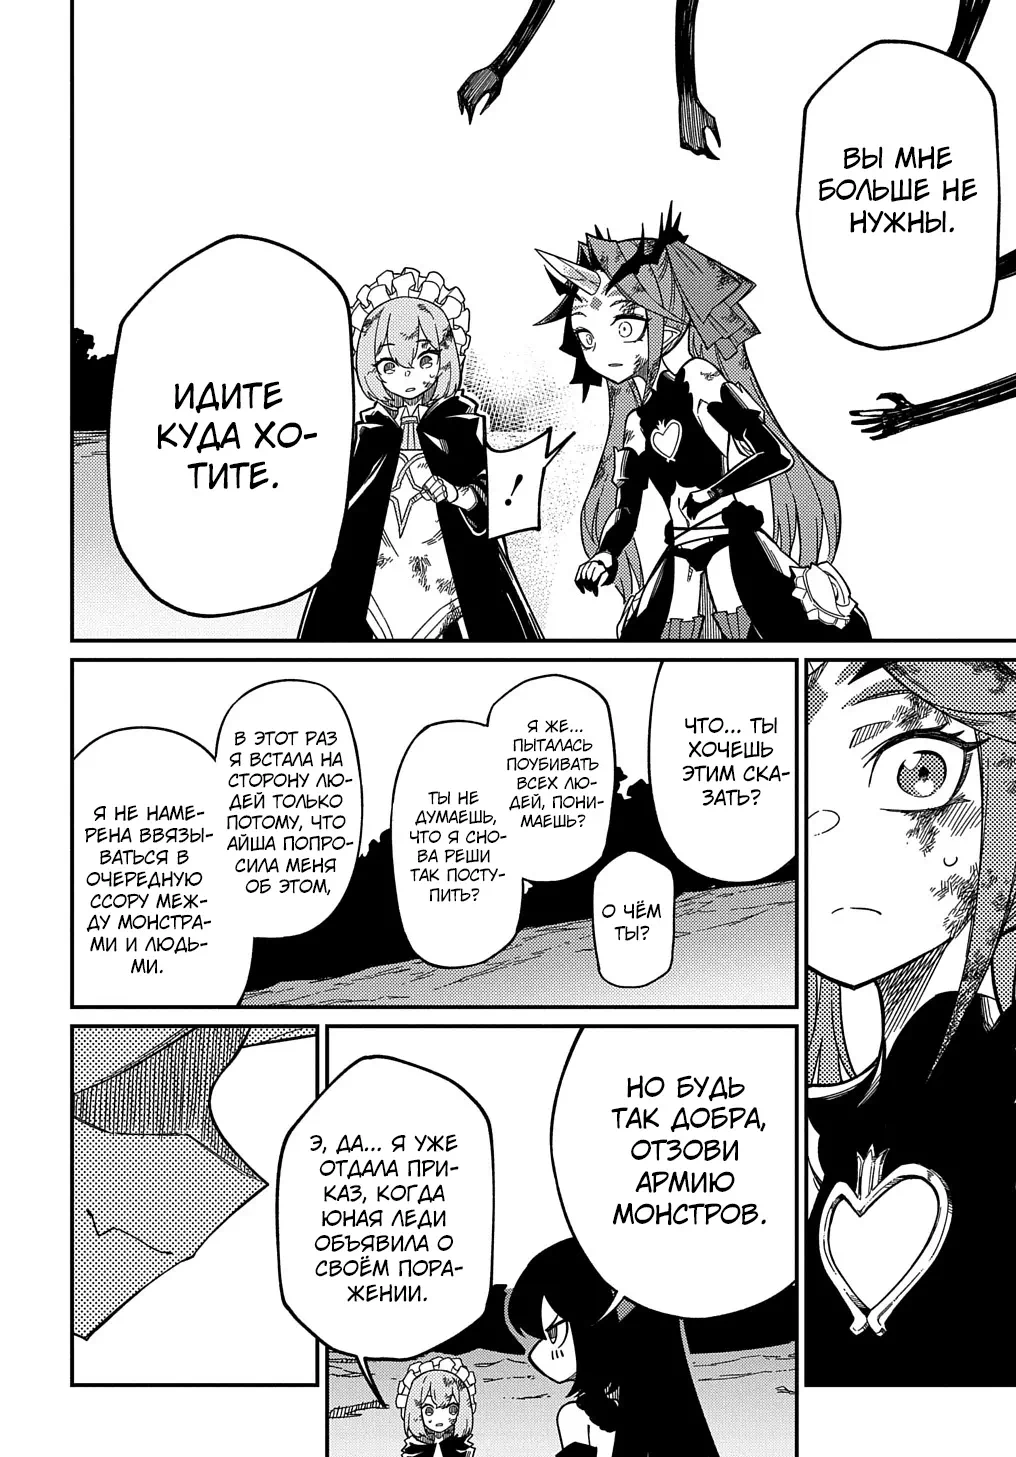 ВЫ МНЕ
БОЛЬШЕ НЕ
НУЖНЫ.
ИДИТЕ
КУДА ХО-
ТИТЕ.
!
ЧТО... ТЫ
ХОЧЕШЬ
ЭТИМ СКА-
ЗАТЬ?
О ЧЁМ
ТЫ?
Я ЖЕ...
ПЫТАЛАСЬ
ПОУБИВАТЬ
ВСЕХ ЛЮ-
ДЕЙ, ПОНИ-
МАЕШЬ?
ТЫ НЕ
ДУМАЕШЬ,
ЧТО Я СНО-
ВА РЕШИ
ТАК ПОСТУ-
ПИТЬ?
В ЭТОТ РАЗ
Я ВСТАЛА НА
СТОРОНУ ЛЮ-
ДЕЙ ТОЛЬКО
ПОТОМУ, ЧТО
АЙША ПОПРО-
СИЛА МЕНЯ
ОБ ЭТОМ,
Я НЕ НАМЕ-
РЕНА ВВЯЗЫ-
ВАТЬСЯ В
ОЧЕРЕДНУЮ
ССОРУ МЕЖ-
ДУ МОНСТРА-
МИ И ЛЮДЬ-
МИ.
НО БУДЬ
ТАК ДОБРА,
ОТЗОВИ
АРМИЮ
МОНСТРОВ.
Э, ДА... Я УЖЕ
ОТДАЛА ПРИ-
КАЗ, КОГДА
ЮНАЯ ЛЕДИ
ОБЪЯВИЛА О
СВОЁМ ПОРА-
ЖЕНИИ.